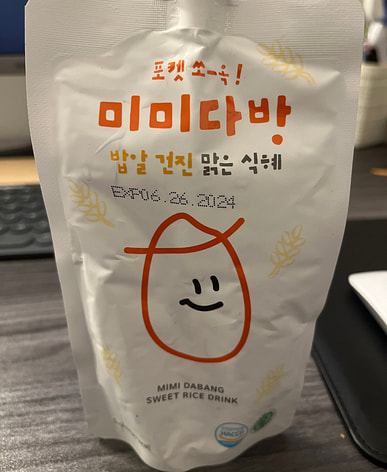 포켓 쏘-옥!
미미다방
밥알 건진 맑은 식혜
EXP06.26.2024
MIMI DABANG
SWEET RICE DRINK
HACCP